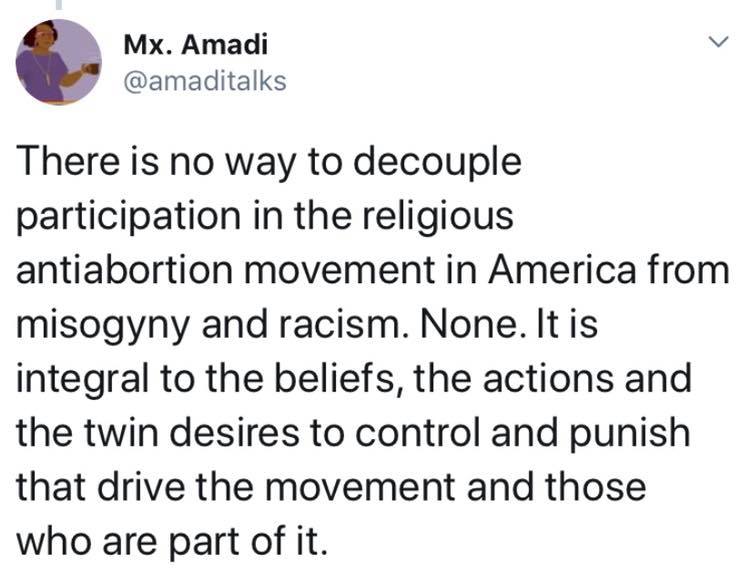 Mx. Amadi
@amaditalks
There is no way to decouple
participation in the religious
antiabortion movement in America from
misogyny and racism. None. It is
integral to the beliefs, the actions and
the twin desires to control and punish
that drive the movement and those
who are part of it.